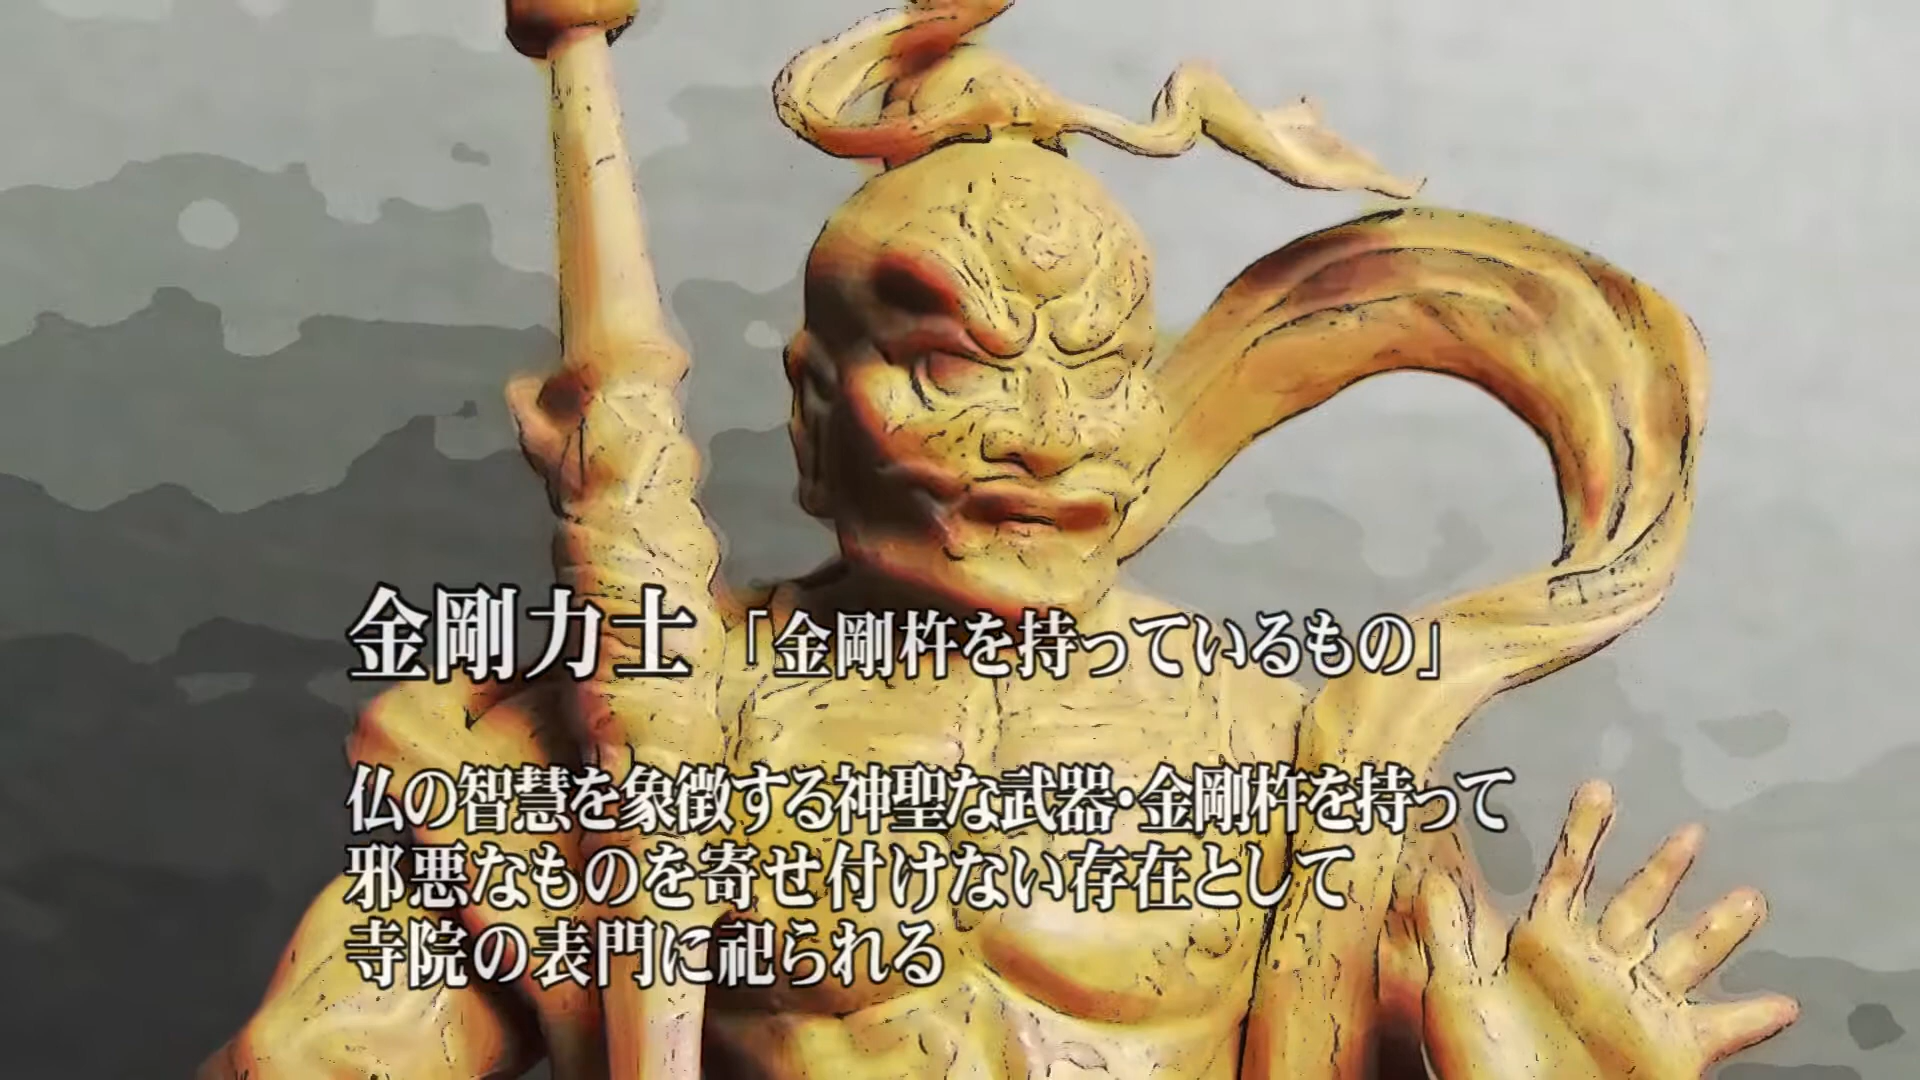 金剛力士 「金剛杵を持っているもの」
仏の智慧を象徴する神聖な武器・金剛杵を持って
邪悪なものを寄せ付けない存在として
寺院の表門に祀られる